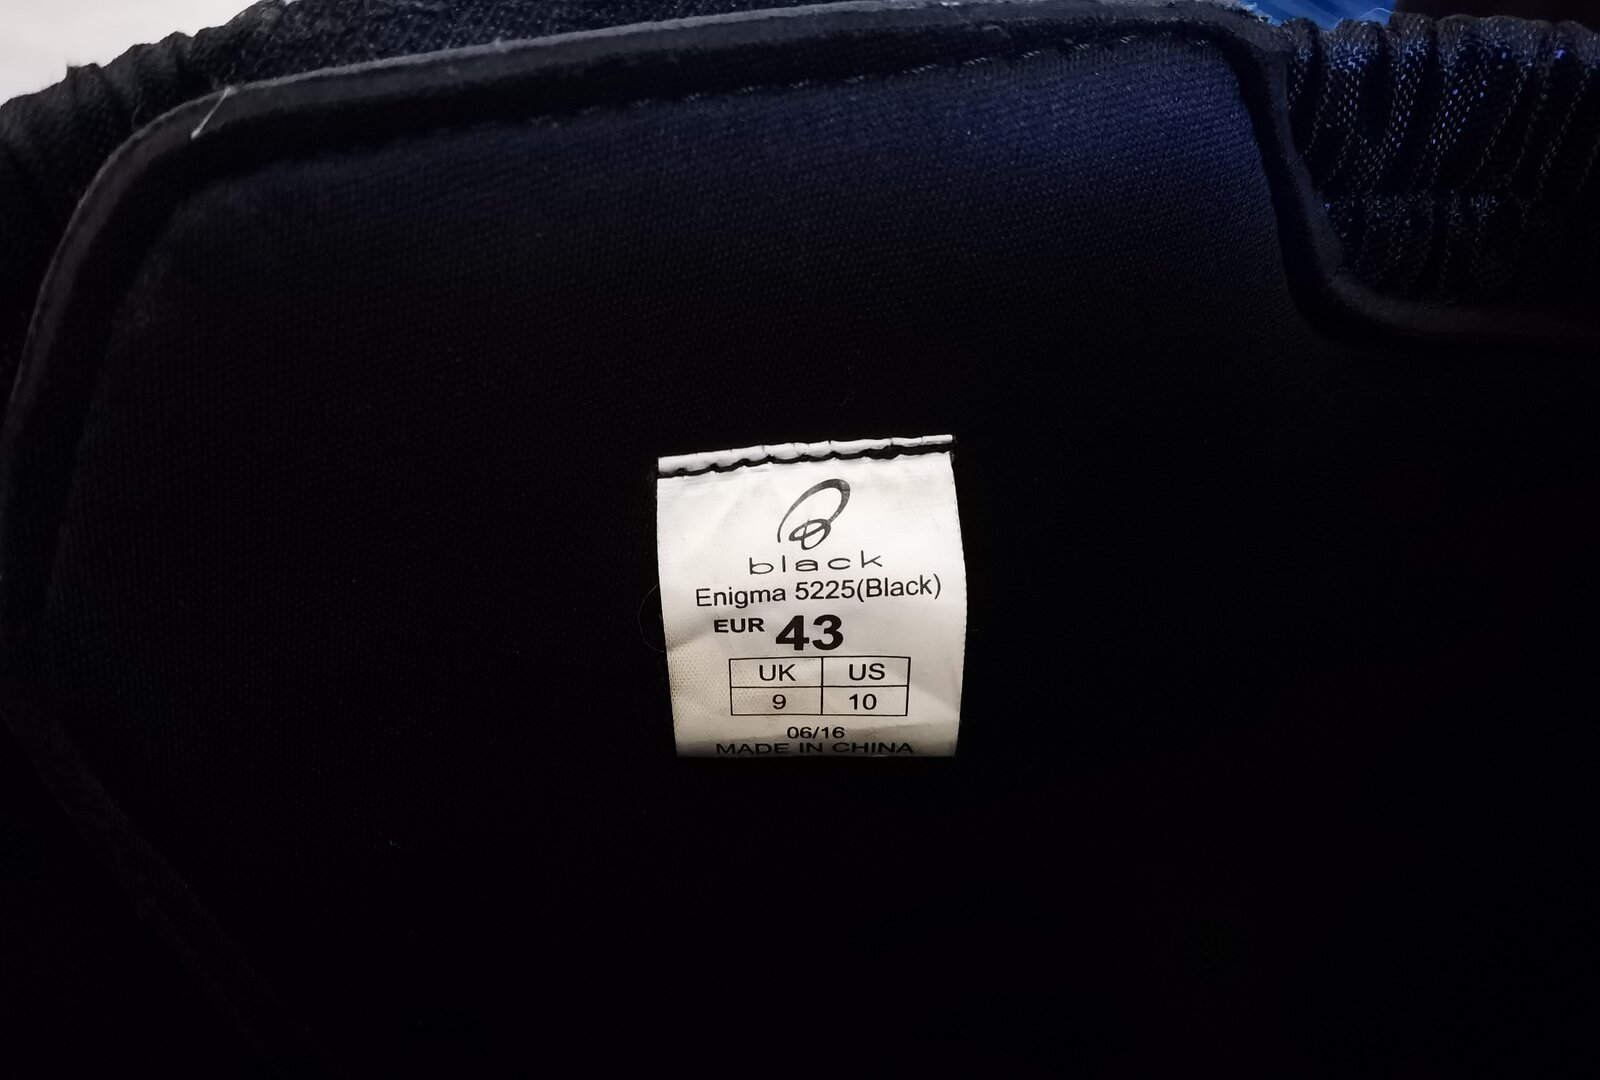 black
Enigma 5225(Black)
EUR 43
UK US
9 10
06/16
MADE IN CHINA